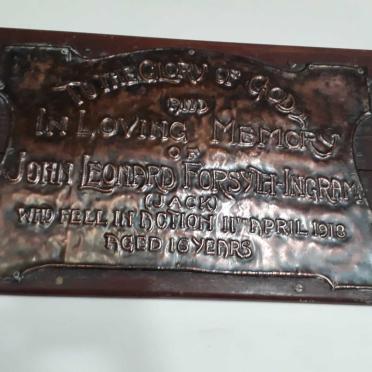 To the Glory of God
and
In Loving Memory
of
John Leonard Forsyth-Ingram
(Jack)
who fell in action 11th April 1918
aged 16 years